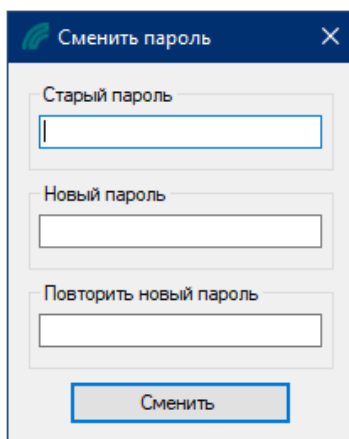 Сменить пароль
Старый пароль
Новый пароль
Повторить новый пароль
Сменить